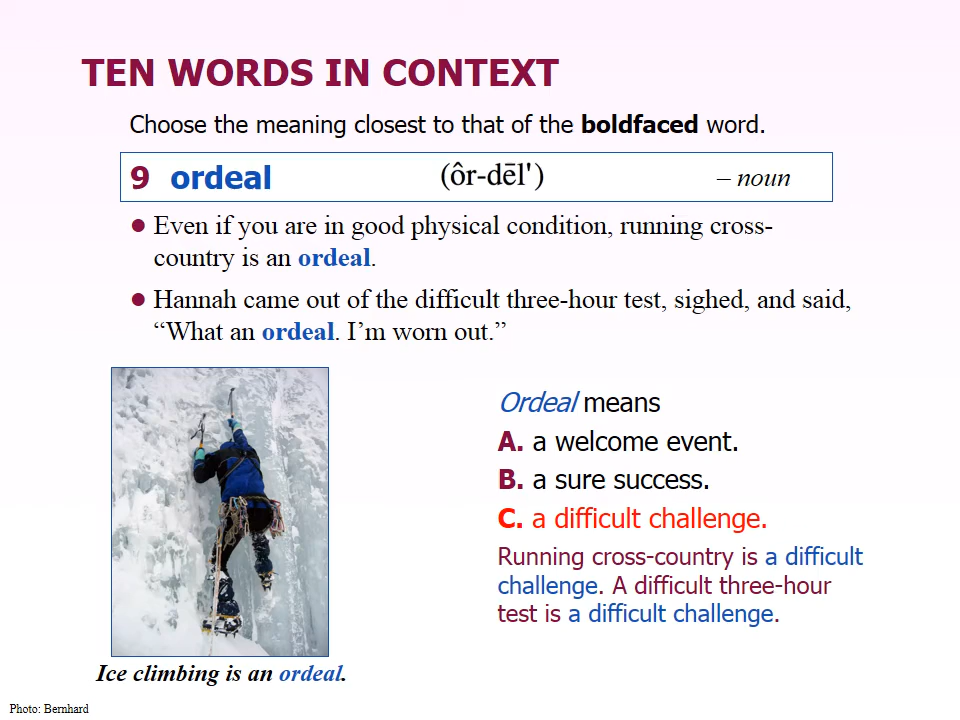 TEN WORDS IN CONTEXT
Choose the meaning closest to that of the boldfaced word.
9 ordeal (ôr-dēl') – noun
● Even if you are in good physical condition, running cross-
country is an ordeal.
● Hannah came out of the difficult three-hour test, sighed, and said,
“What an ordeal. I’m worn out.”
Ordeal means
A. a welcome event.
B. a sure success.
C. a difficult challenge.
Running cross-country is a difficult
challenge. A difficult three-hour
test is a difficult challenge.
Ice climbing is an ordeal.
Photo: Bernhard